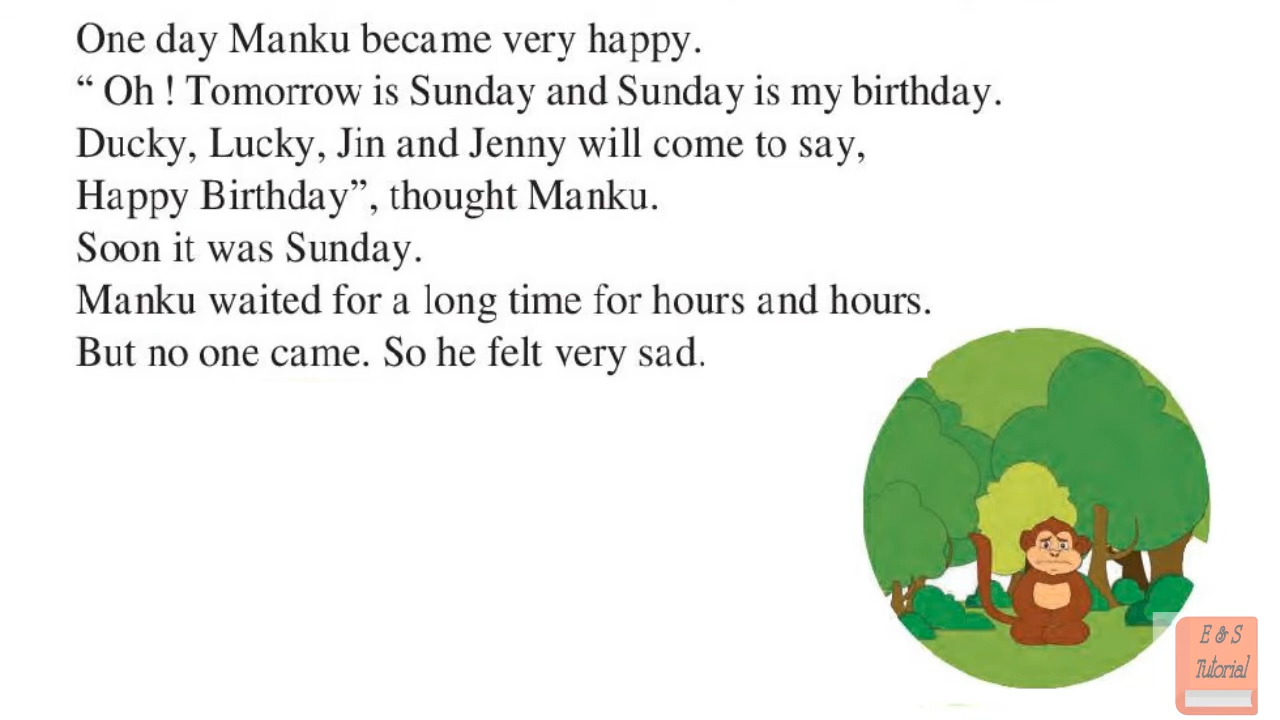 One day Manku became very happy.
“ Oh ! Tomorrow is Sunday and Sunday is my birthday.
Ducky, Lucky, Jin and Jenny will come to say,
Happy Birthday”, thought Manku.
Soon it was Sunday.
Manku waited for a long time for hours and hours.
But no one came. So he felt very sad.
E & S
Tutorial